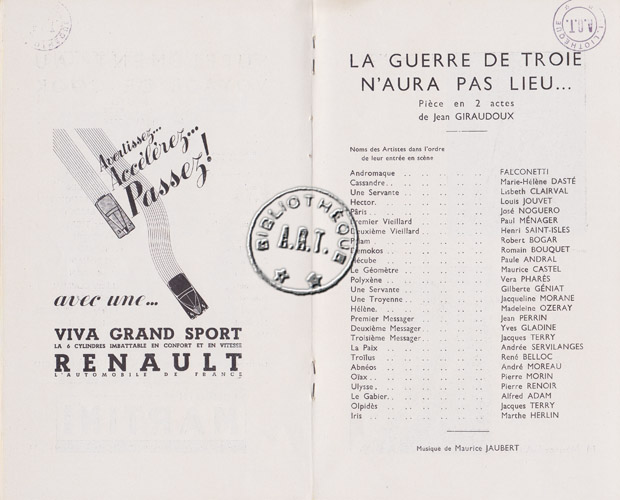 Avertissez...
Accélérez...
Passez!
avec une...
VIVA GRAND SPORT
LA 6 CYLINDRES IMBATTABLE EN CONFORT ET EN VITESSE
RENAULT
L'AUTOMOBILE DE FRANCE
BIBLIOTHÈQUE
A.R.T.
BIBLIOTHÈQUE
A.R.T.
LA GUERRE DE TROIE
N'AURA PAS LIEU...
Pièce en 2 actes
de Jean GIRAUDOUX
Noms des Artistes dans l'ordre
de leur entrée en scène
Andromaque . . . . . . . . FALCONETTI
Cassandre . . . . . . . . Marie-Hélène DASTÉ
Une Servante . . . . . . . . Lisbeth CLAIRVAL
Hector . . . . . . . . Louis JOUVET
Pâris . . . . . . . . José NOGUERO
Premier Vieillard . . . . . . Paul MÉNAGER
Deuxième Vieillard . . . . . . Henri SAINT-ISLES
Priam . . . . . . . . Robert BOGAR
Demokos . . . . . . . . Romain BOUQUET
Hécube . . . . . . . . Paule ANDRAL
Le Géomètre . . . . . . . . Maurice CASTEL
Polyxène . . . . . . . . Vera PHARÈS
Une Servante . . . . . . . . Gilberte GÉNIAT
Une Troyenne . . . . . . . . Jacqueline MORANE
Hélène . . . . . . . . Madeleine OZERAY
Premier Messager . . . . . . Jean PERRIN
Deuxième Messager . . . . . . Yves GLADINE
Troisième Messager . . . . . . Jacques TERRY
La Paix . . . . . . . . Andrée SERVILANGES
Troïlus . . . . . . . . René BELLOC
Abnéos . . . . . . . . André MOREAU
Oïax . . . . . . . . Pierre MORIN
Ulysse . . . . . . . . Pierre RENOIR
Le Gabier . . . . . . . . Alfred ADAM
Olpidès . . . . . . . . Jacques TERRY
Iris . . . . . . . . Marthe HERLIN
Musique de Maurice JAUBERT